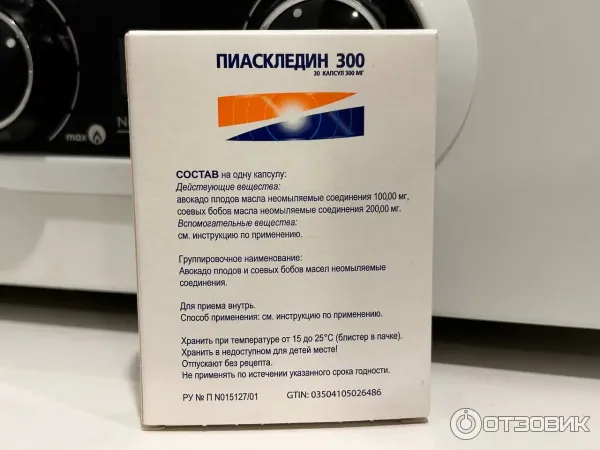 ПИАСКЛЕДИН 300
30 КАПСУЛ 300 МГ
СОСТАВ на одну капсулу:
Действующие вещества:
авокадо плодов масла неомыляемые соединения 100,00 мг,
соевых бобов масла неомыляемые соединения 200,00 мг.
Вспомогательные вещества:
см. инструкцию по применению.
Группировочное наименование:
Авокадо плодов и соевых бобов масел неомыляемые
соединения.
Для приема внутрь.
Способ применения: см. инструкцию по применению.
Хранить при температуре от 15 до 25°С (блистер в пачке).
Хранить в недоступном для детей месте!
Отпускают без рецепта.
Не применять по истечении указанного срока годности.
РУ № П N015127/01 GTIN: 03504105026486
max
N
ОТЗОВИК